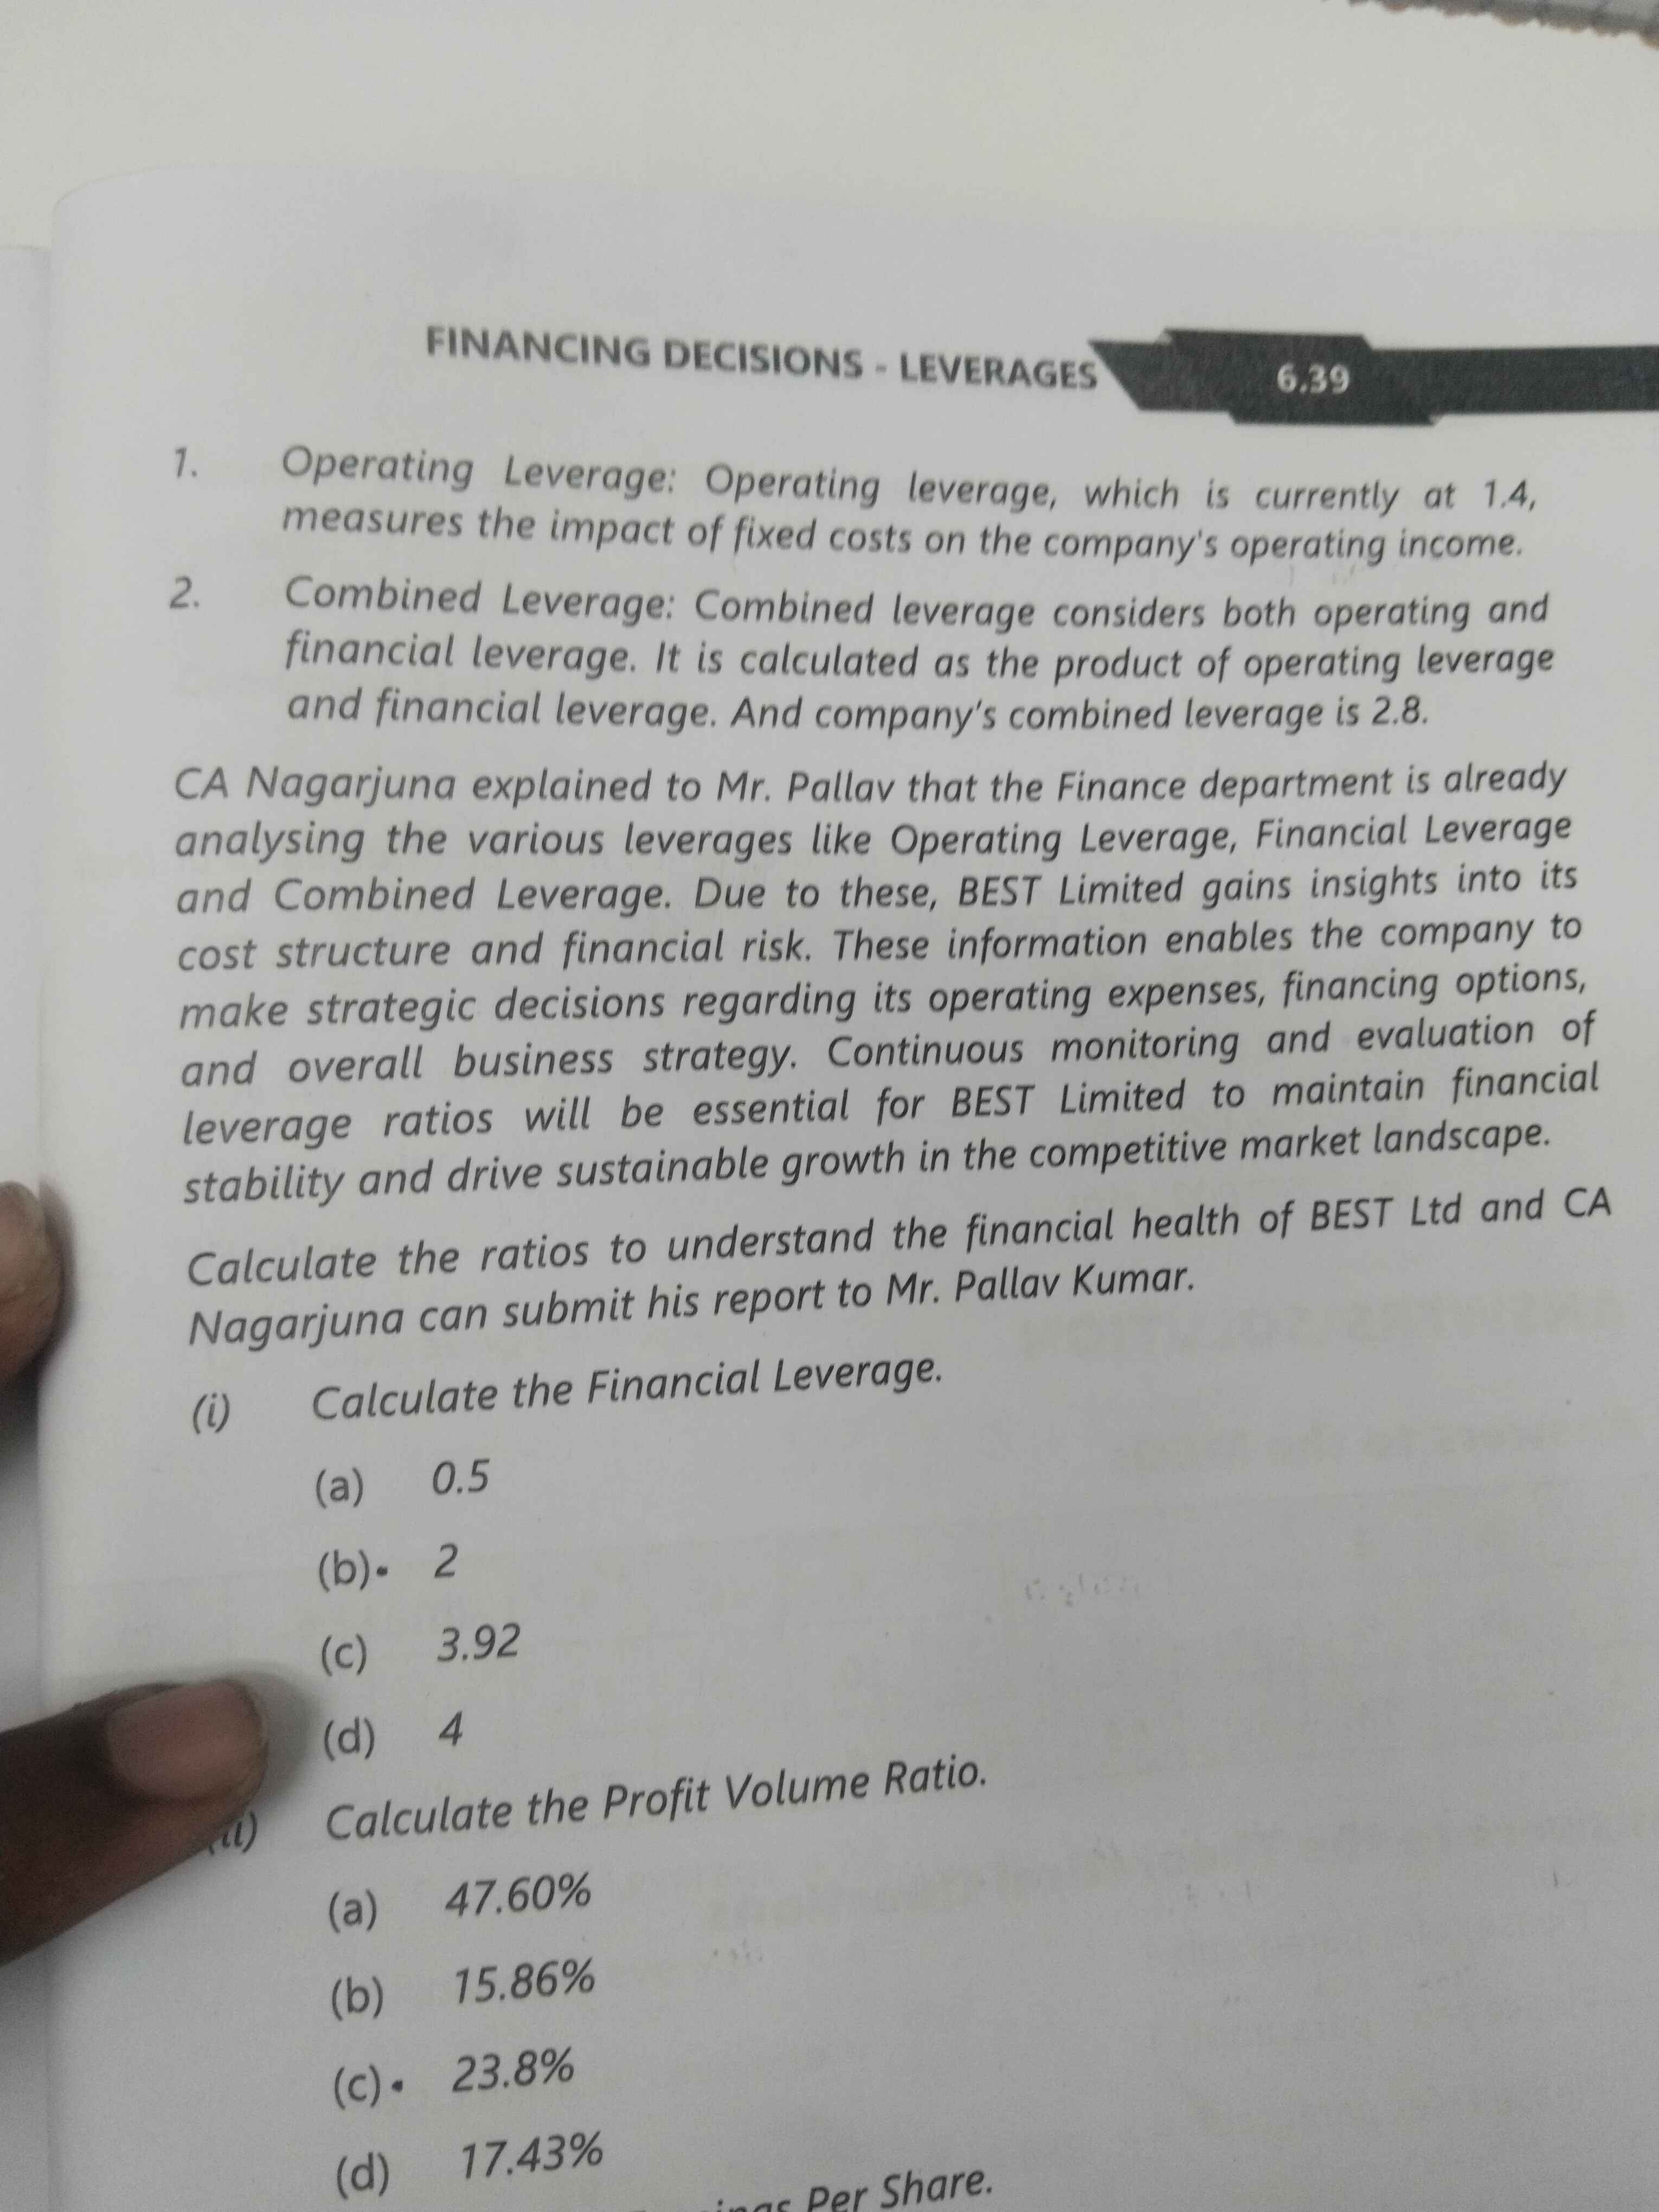 FINANCING DECISIONS - LEVERAGES 6.39
1. Operating Leverage: Operating leverage, which is currently at 1.4,
measures the impact of fixed costs on the company's operating income.
2. Combined Leverage: Combined leverage considers both operating and
financial leverage. It is calculated as the product of operating leverage
and financial leverage. And company's combined leverage is 2.8.
CA Nagarjuna explained to Mr. Pallav that the Finance department is already
analysing the various leverages like Operating Leverage, Financial Leverage
and Combined Leverage. Due to these, BEST Limited gains insights into its
cost structure and financial risk. These information enables the company to
make strategic decisions regarding its operating expenses, financing options,
and overall business strategy. Continuous monitoring and evaluation of
leverage ratios will be essential for BEST Limited to maintain financial
stability and drive sustainable growth in the competitive market landscape.
Calculate the ratios to understand the financial health of BEST Ltd and CA
Nagarjuna can submit his report to Mr. Pallav Kumar.
(i) Calculate the Financial Leverage.
(a) 0.5
(b) 2
(c) 3.92
(d) 4
Calculate the Profit Volume Ratio.
(a) 47.60%
(b) 15.86%
(c) 23.8%
(d) 17.43%
Per Share.